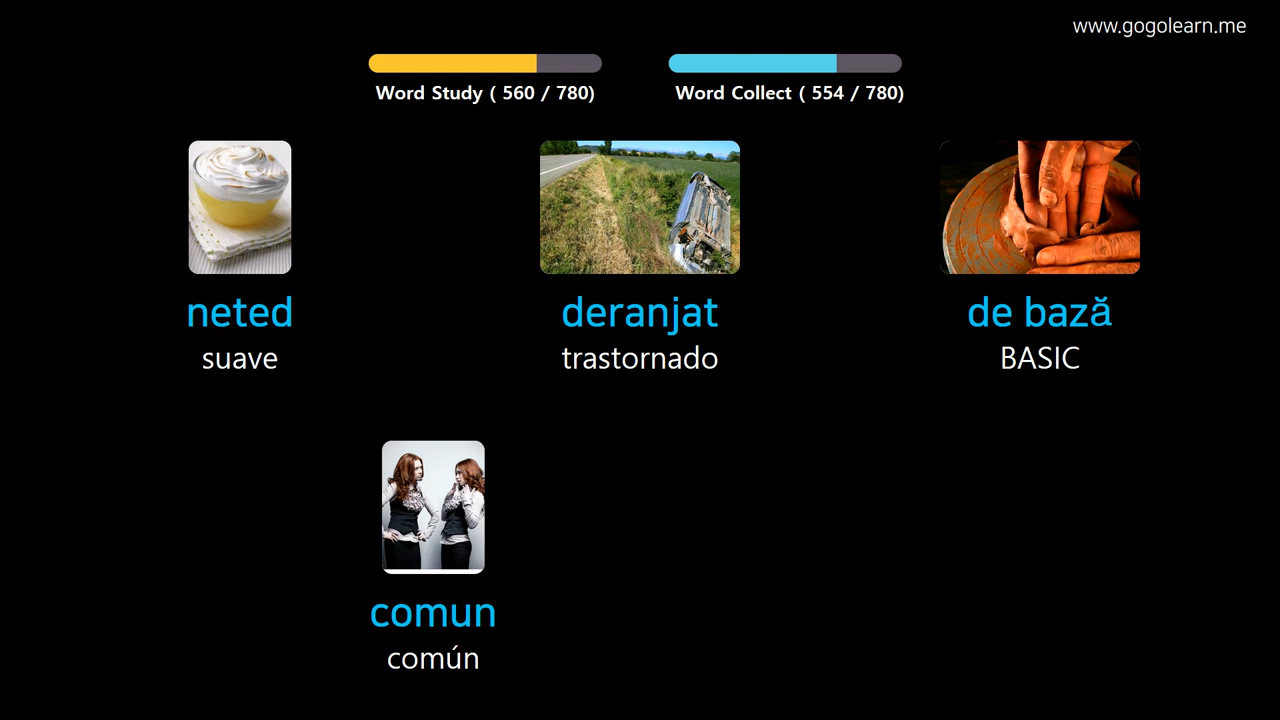 www.gogolearn.me
Word Study ( 560 / 780)
Word Collect ( 554 / 780)
neted
suave
deranjat
trastornado
de bază
BASIC
comun
común